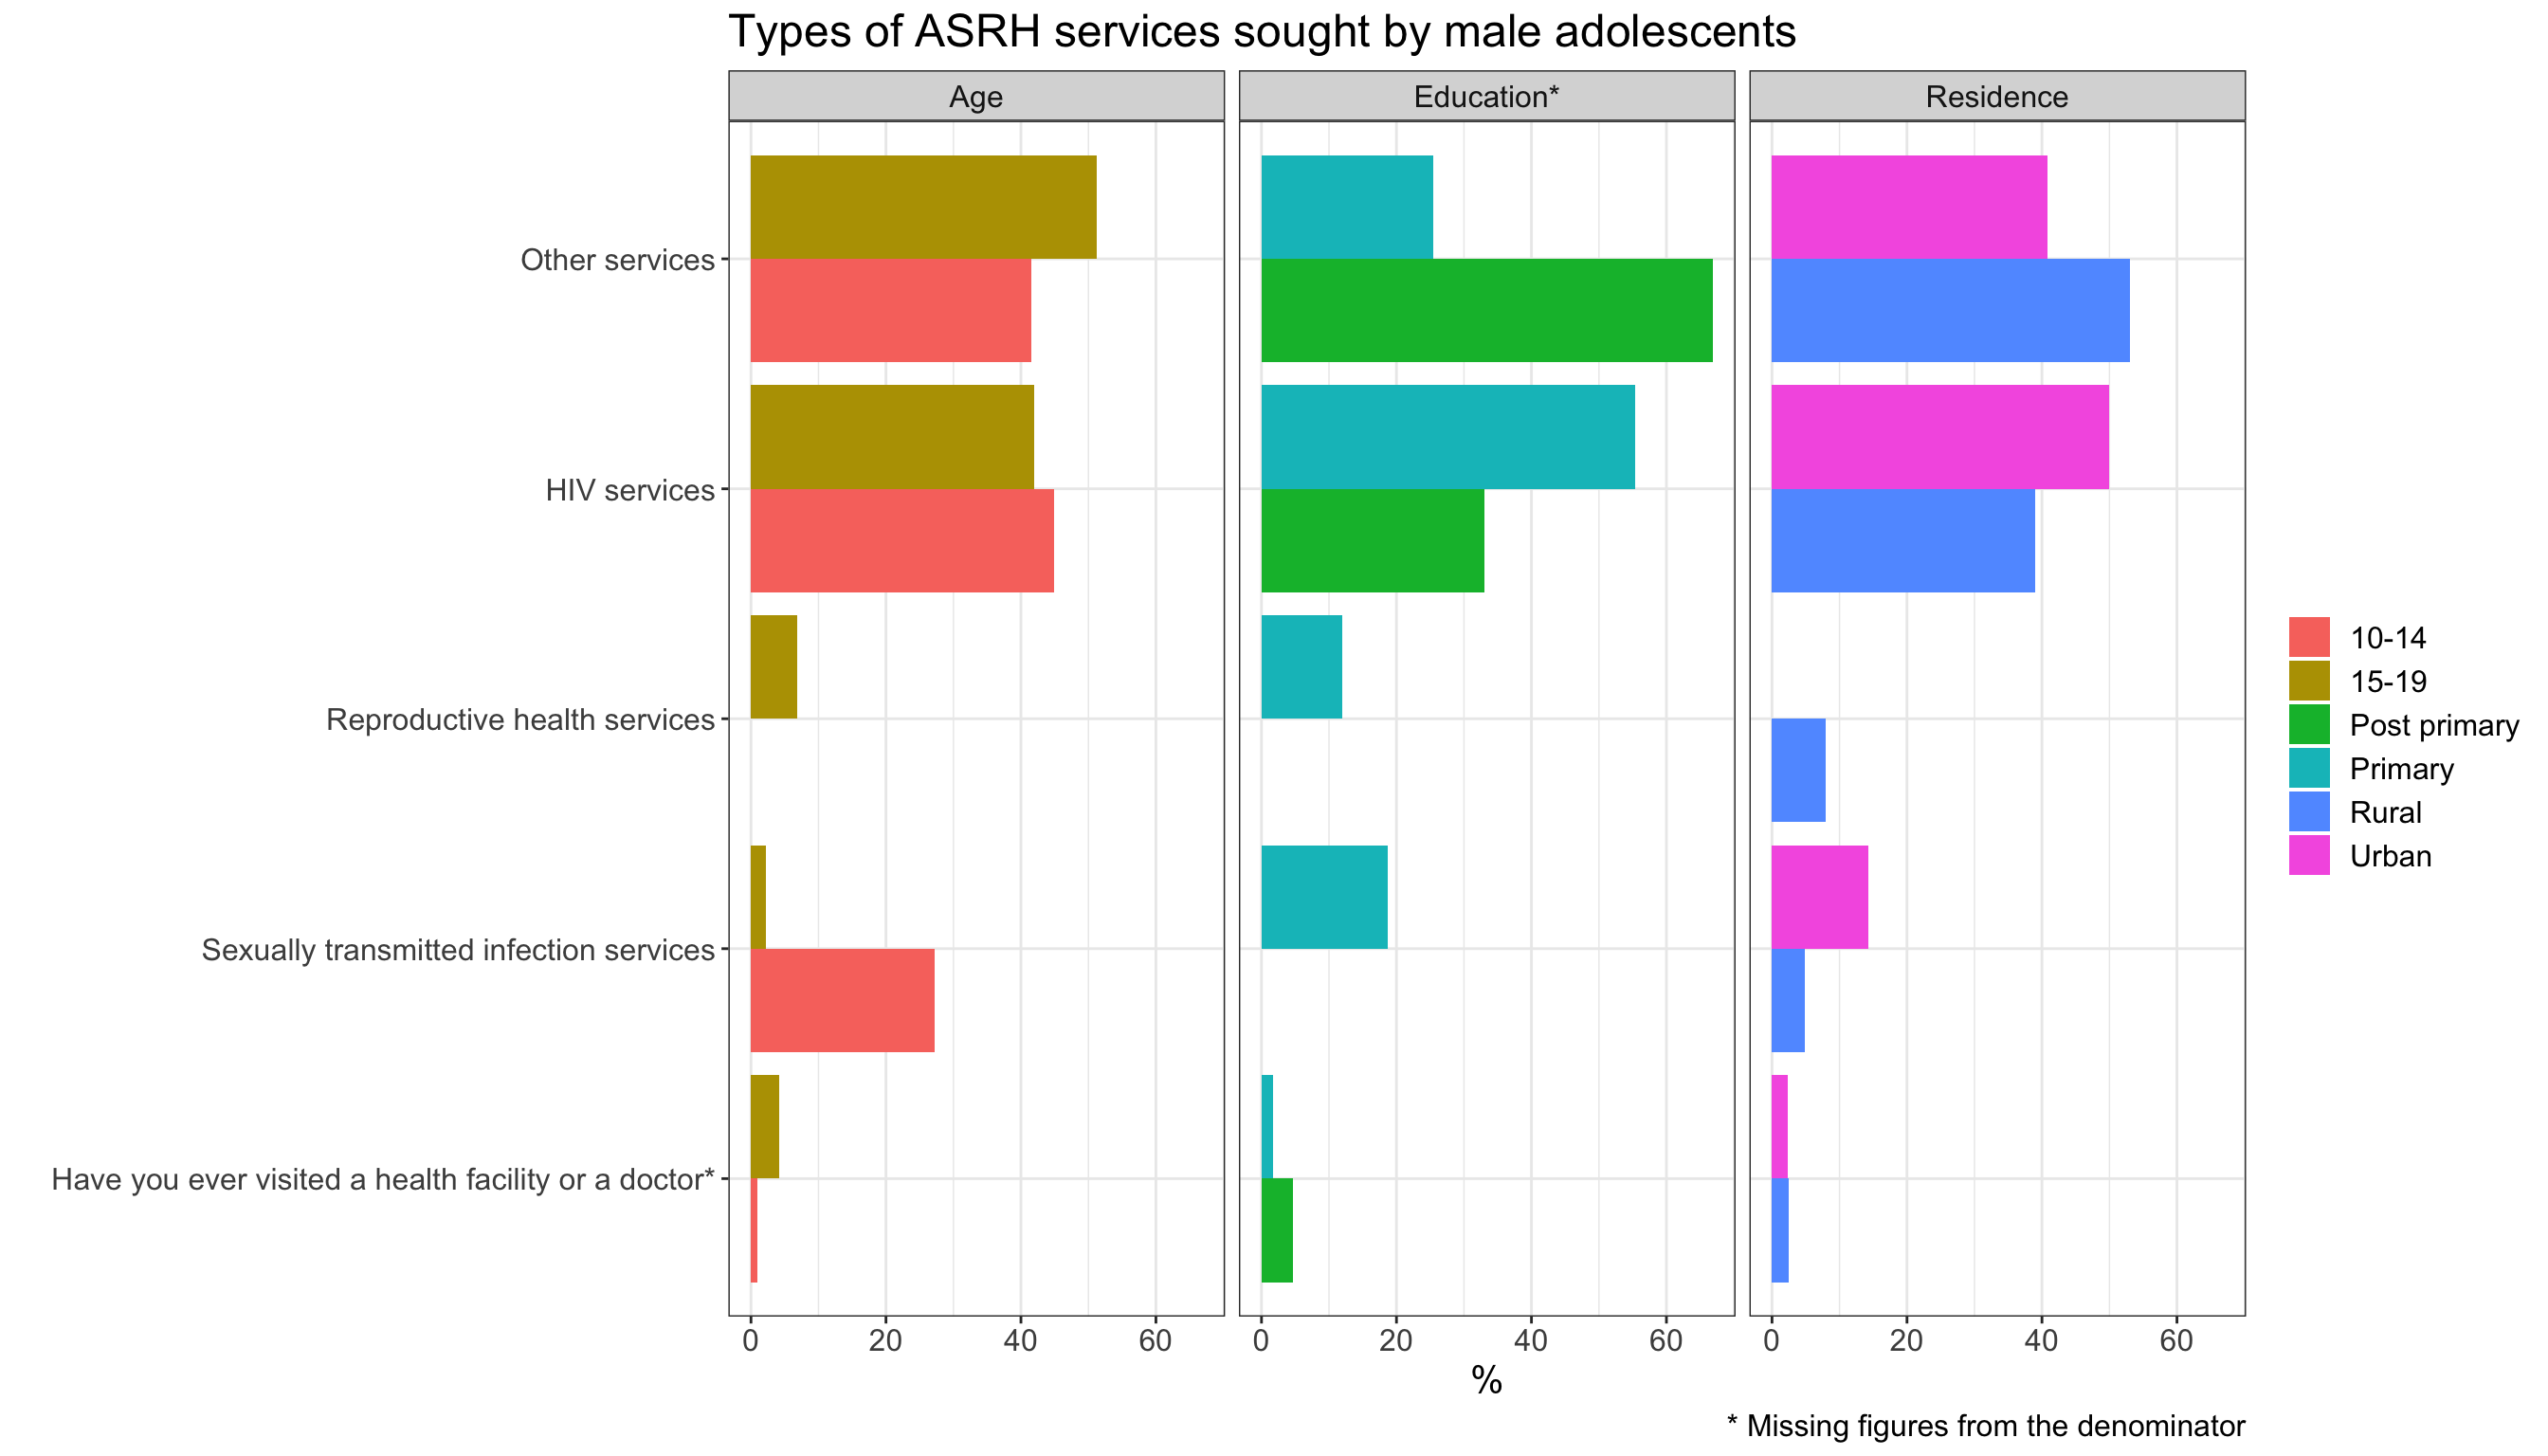 Types of ASRH services sought by male adolescents
Age
Education*
Residence
Other services
HIV services
Reproductive health services
Sexually transmitted infection services
Have you ever visited a health facility or a doctor*
0 20 40 60
0 20 40 60
0 20 40 60
%
10-14
15-19
Post primary
Primary
Rural
Urban
* Missing figures from the denominator